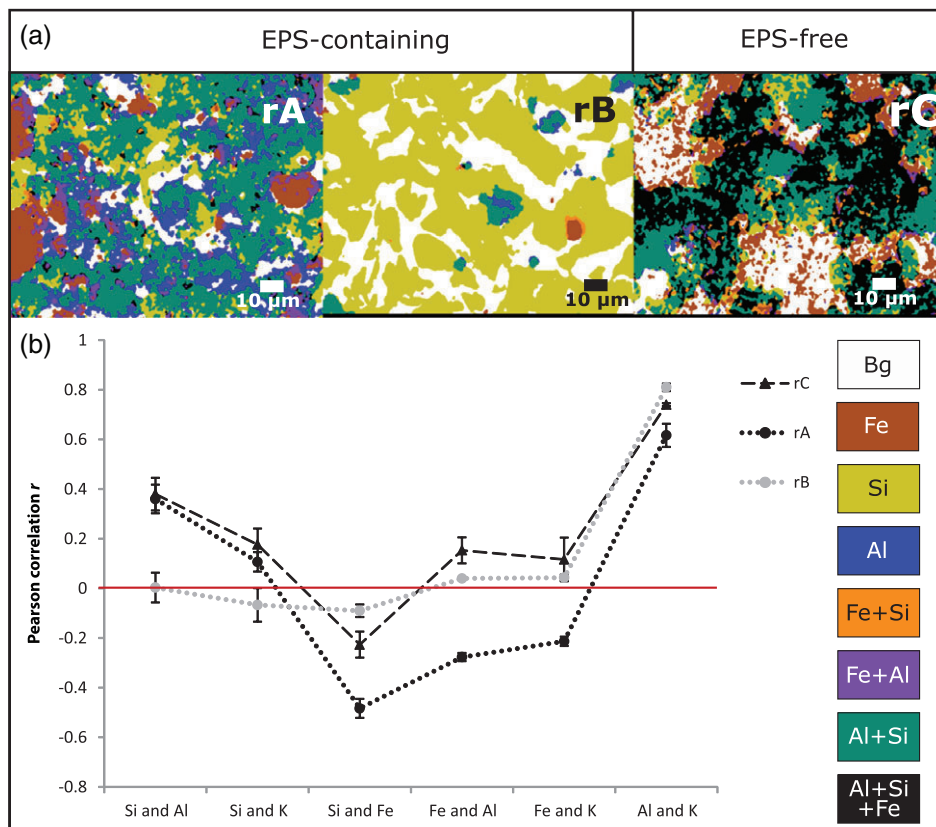 (a)
EPS-containing
EPS-free
rA
rB
rC
10 µm
10 µm
10 µm
(b)
Pearson correlation r
1
0.8
0.6
0.4
0.2
0
-0.2
-0.4
-0.6
-0.8
Si and Al
Si and K
Si and Fe
Fe and Al
Fe and K
Al and K
rC
rA
rB
Bg
Fe
Si
Al
Fe+Si
Fe+Al
Al+Si
Al+Si
+Fe